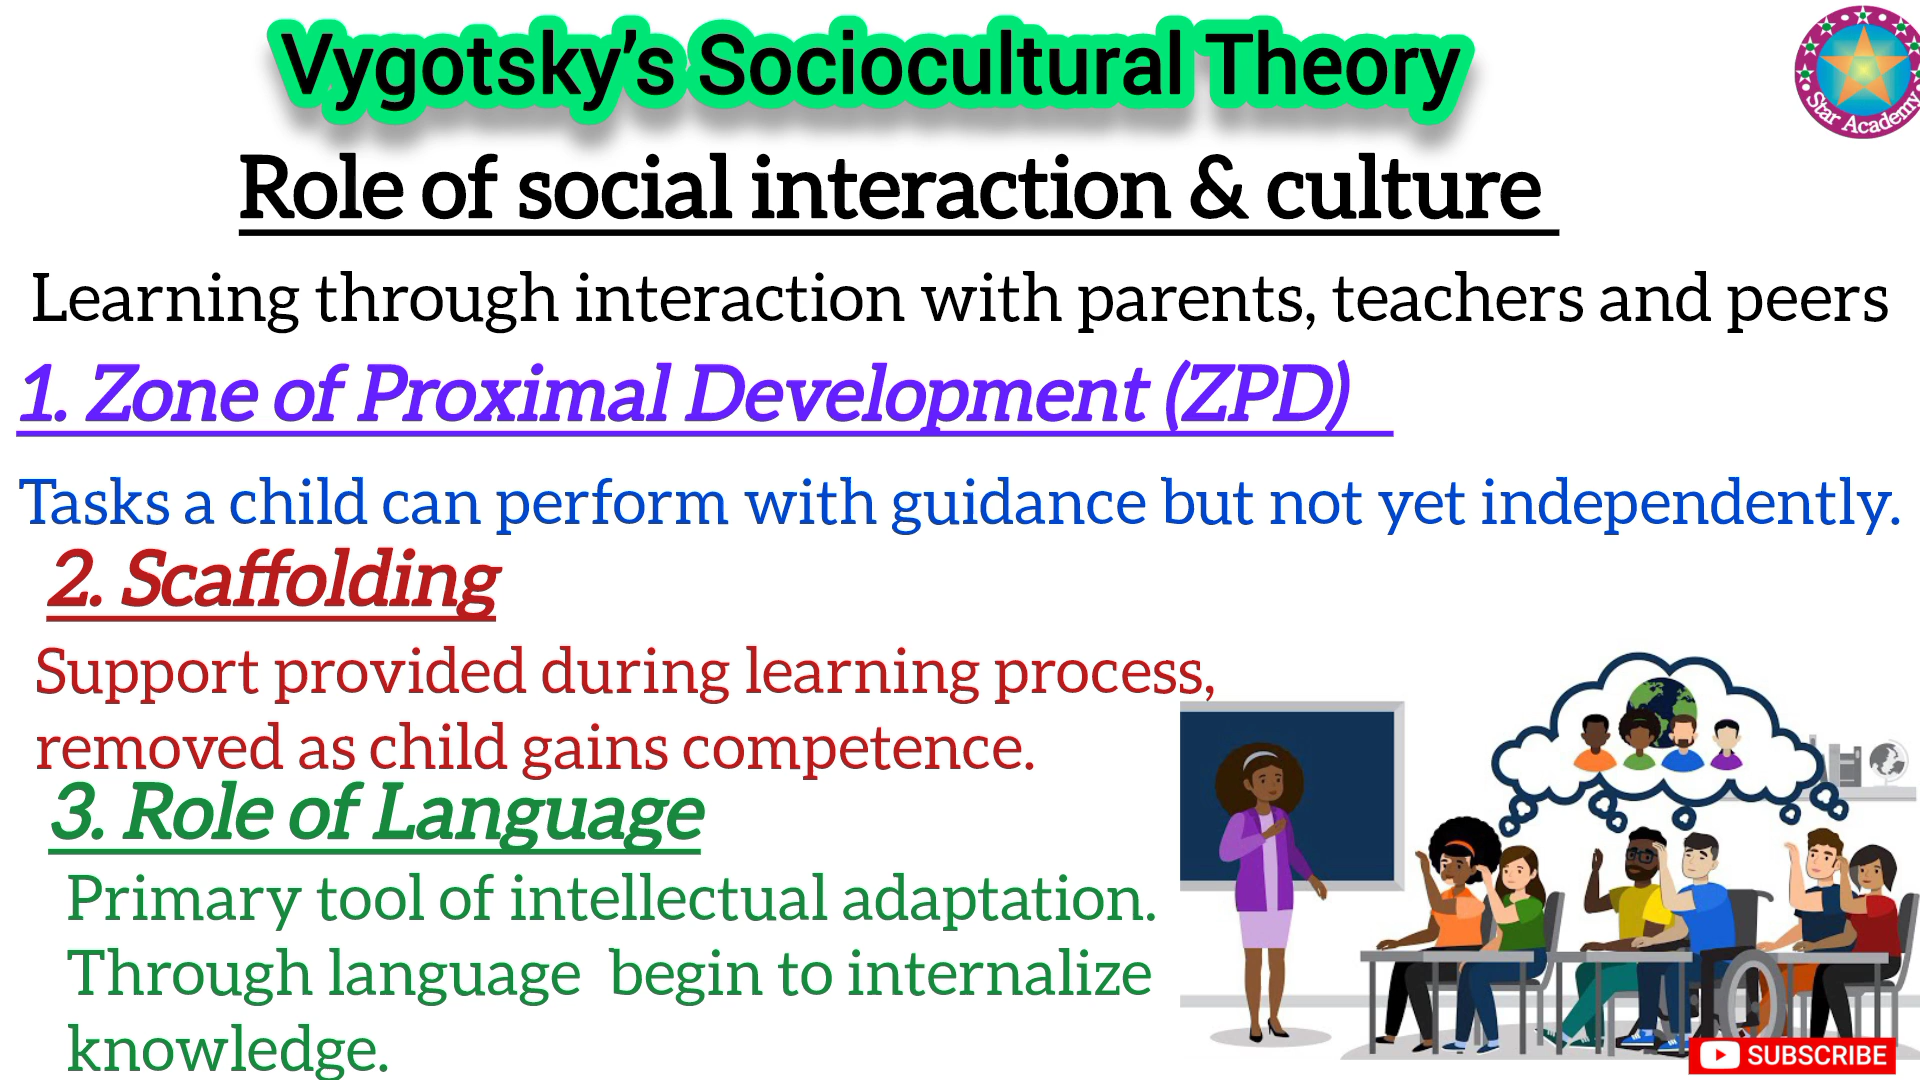 Vygotsky's Sociocultural Theory
Star Academy
Role of social interaction & culture
Learning through interaction with parents, teachers and peers
1. Zone of Proximal Development (ZPD)
Tasks a child can perform with guidance but not yet independently.
2. Scaffolding
Support provided during learning process,
removed as child gains competence.
3. Role of Language
Primary tool of intellectual adaptation.
Through language begin to internalize
knowledge.
SUBSCRIBE